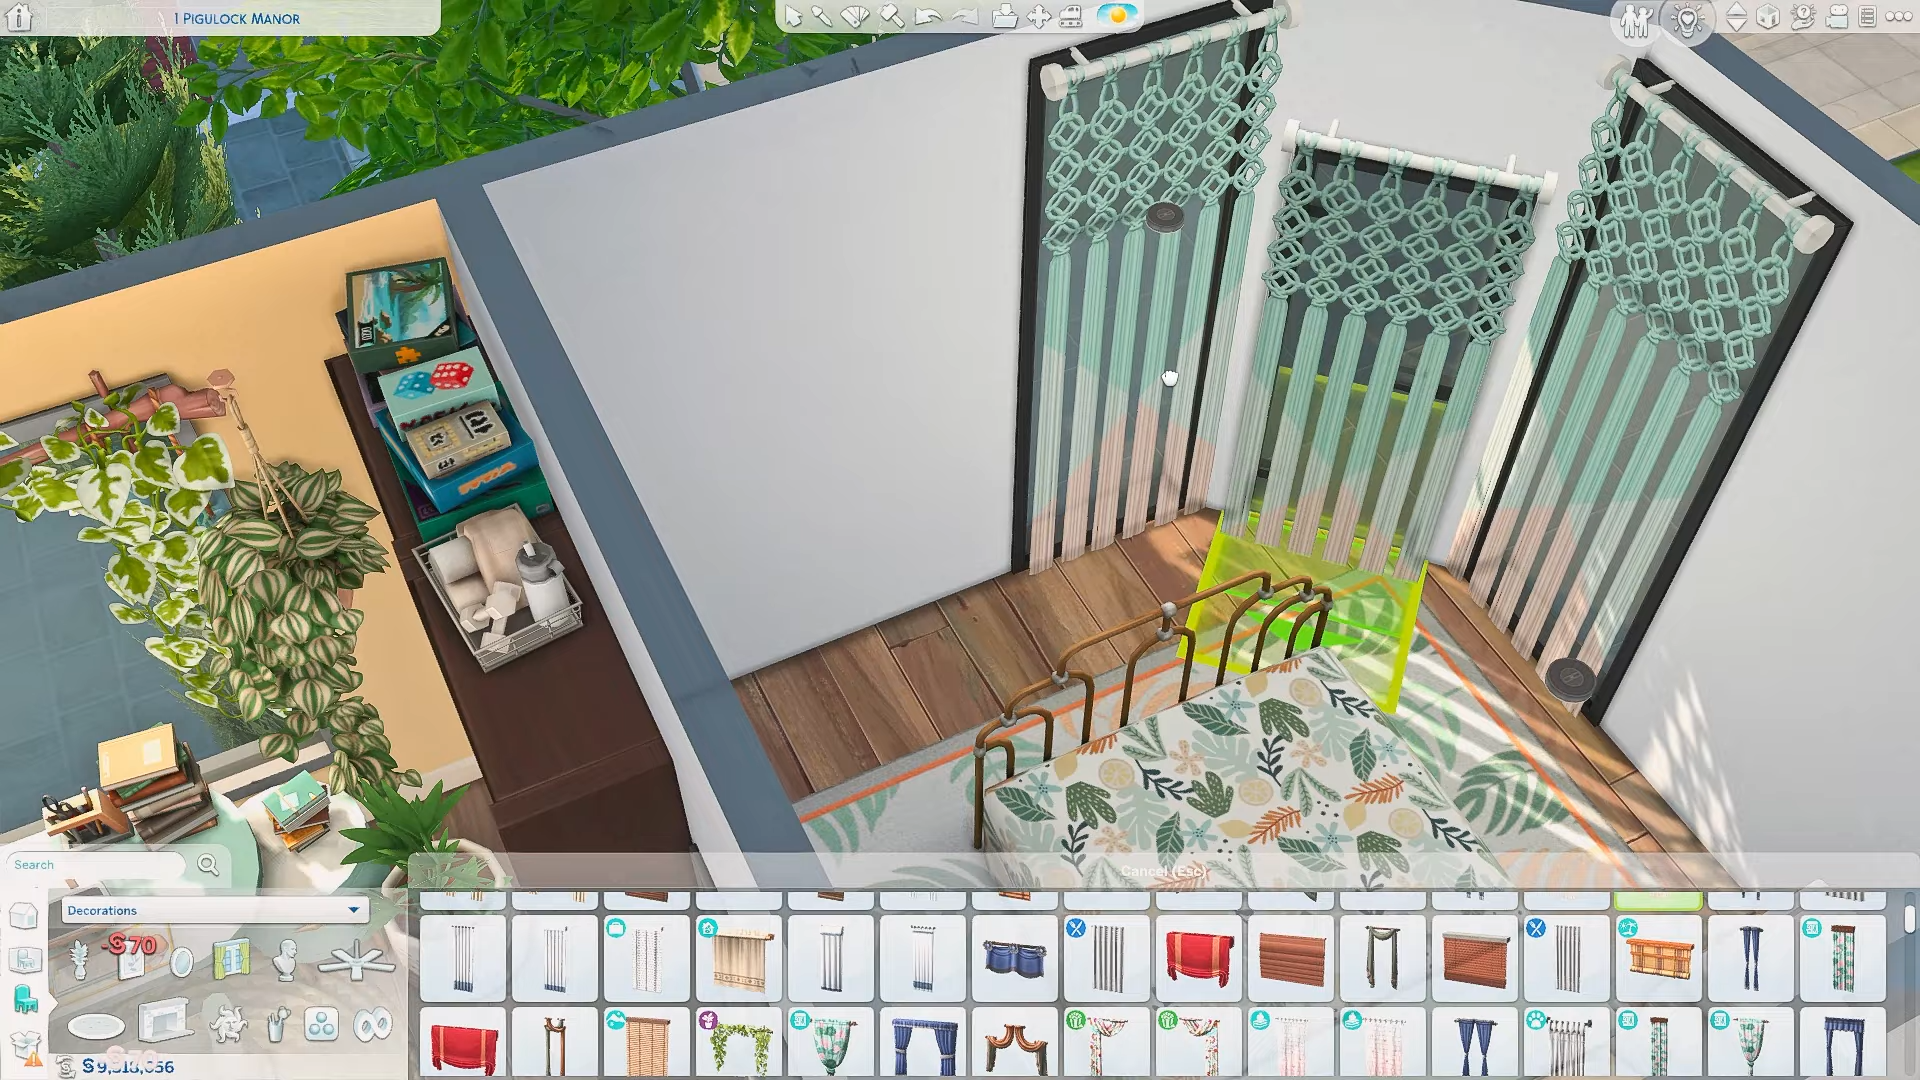 1 PIGULOCK MANOR
Cancel (Esc)
Search
Decorations
-§70